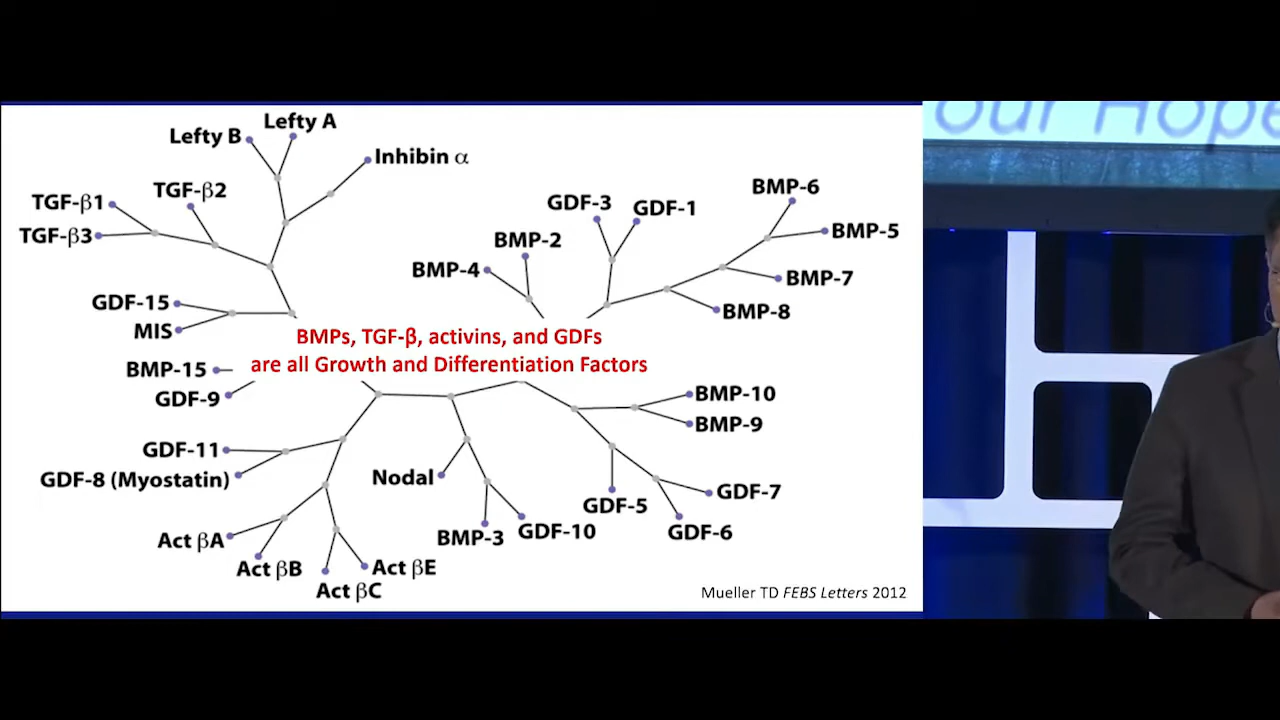 Lefty A
Lefty B
Inhibin α
TGF-β2
TGF-β1
TGF-β3
GDF-15
MIS
BMP-15
GDF-9
BMP-6
GDF-3
GDF-1
BMP-5
BMP-2
BMP-4
BMP-7
BMP-8
BMPs, TGF-β, activins, and GDFs
are all Growth and Differentiation Factors
BMP-10
BMP-9
GDF-11
GDF-8 (Myostatin)
Nodal
GDF-7
GDF-5
GDF-6
BMP-3
GDF-10
Act βA
Act βB
Act βE
Act βC
Mueller TD FEBS Letters 2012
our Hope